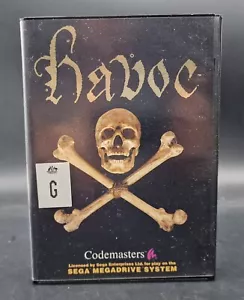 havoc
G
Codemasters
Licensed by Sega Enterprises Ltd. for play on the
SEGA MEGADRIVE SYSTEM